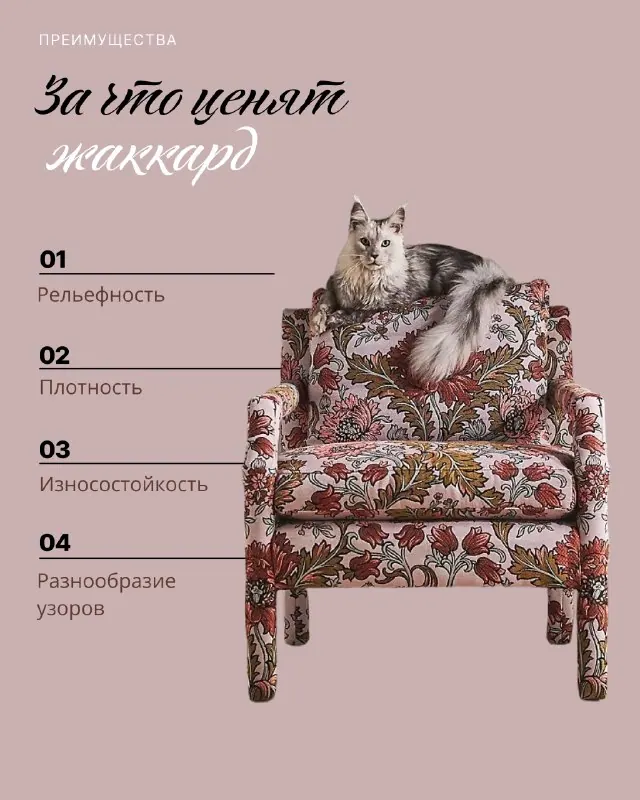 ПРЕИМУЩЕСТВА
За что ценят
жаккард
01
Рельефность
02
Плотность
03
Износостойкость
04
Разнообразие
узоров